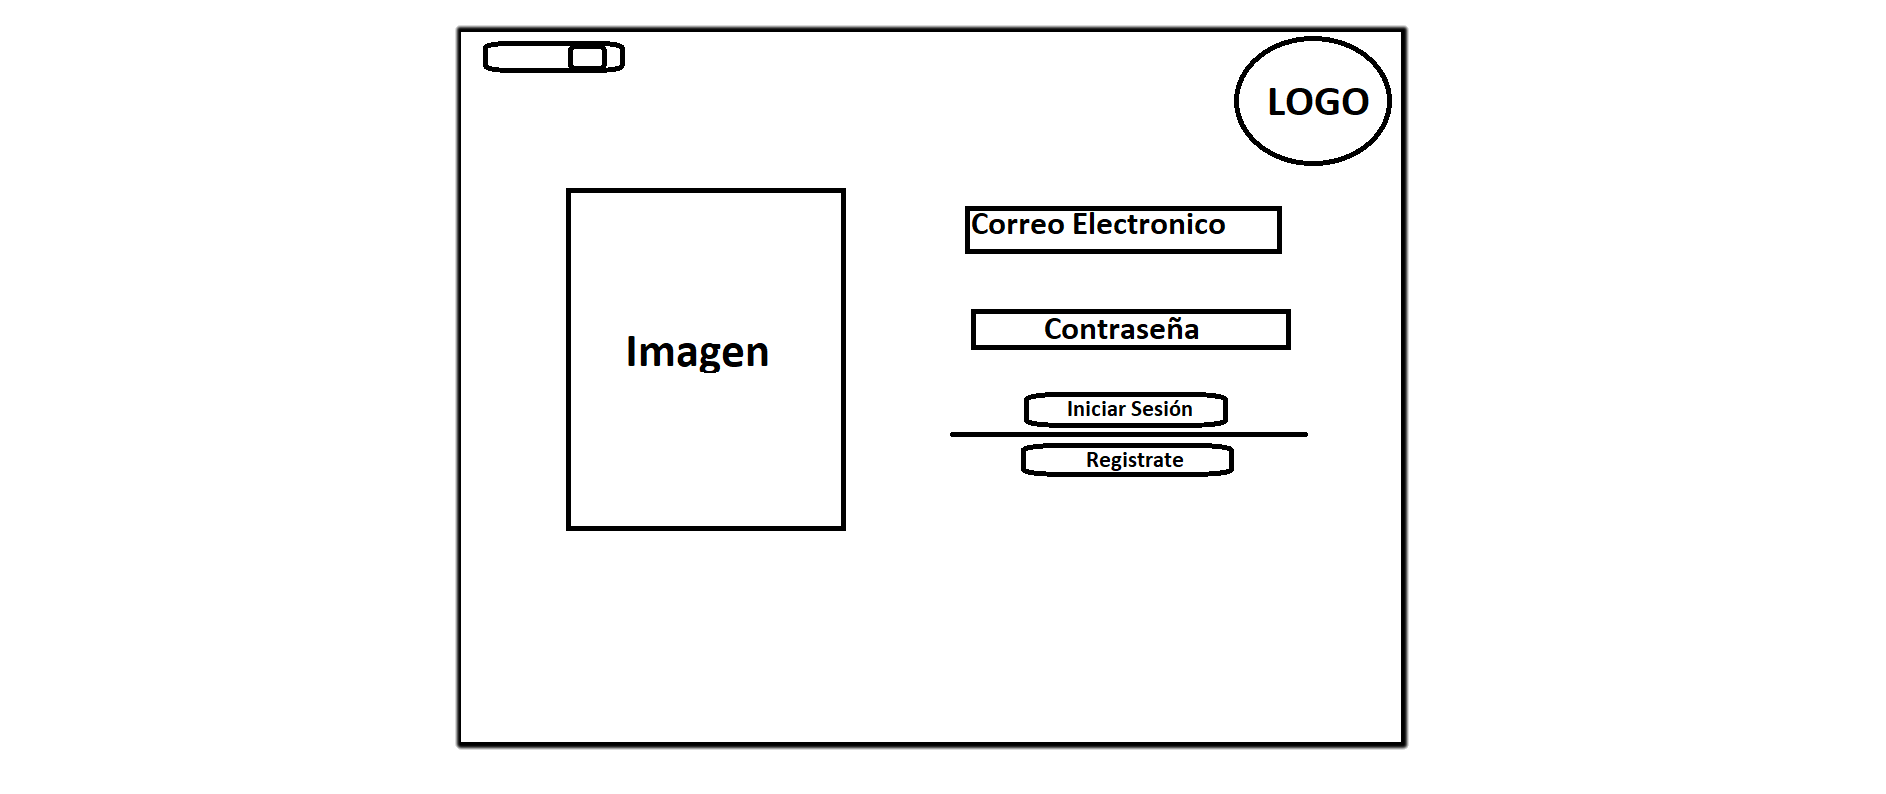 LOGO
Correo Electronico
Contraseña
Imagen
Iniciar Sesión
Registrate